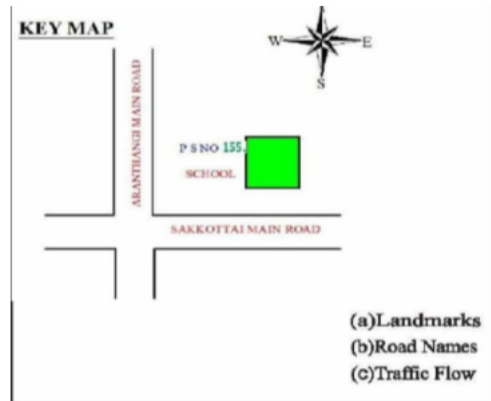 KEY MAP
W E
S
ARANTHANGI MAIN ROAD
P S NO 155.
SCHOOL
SAKKOTTAI MAIN ROAD
(a)Landmarks
(b)Road Names
(c)Traffic Flow